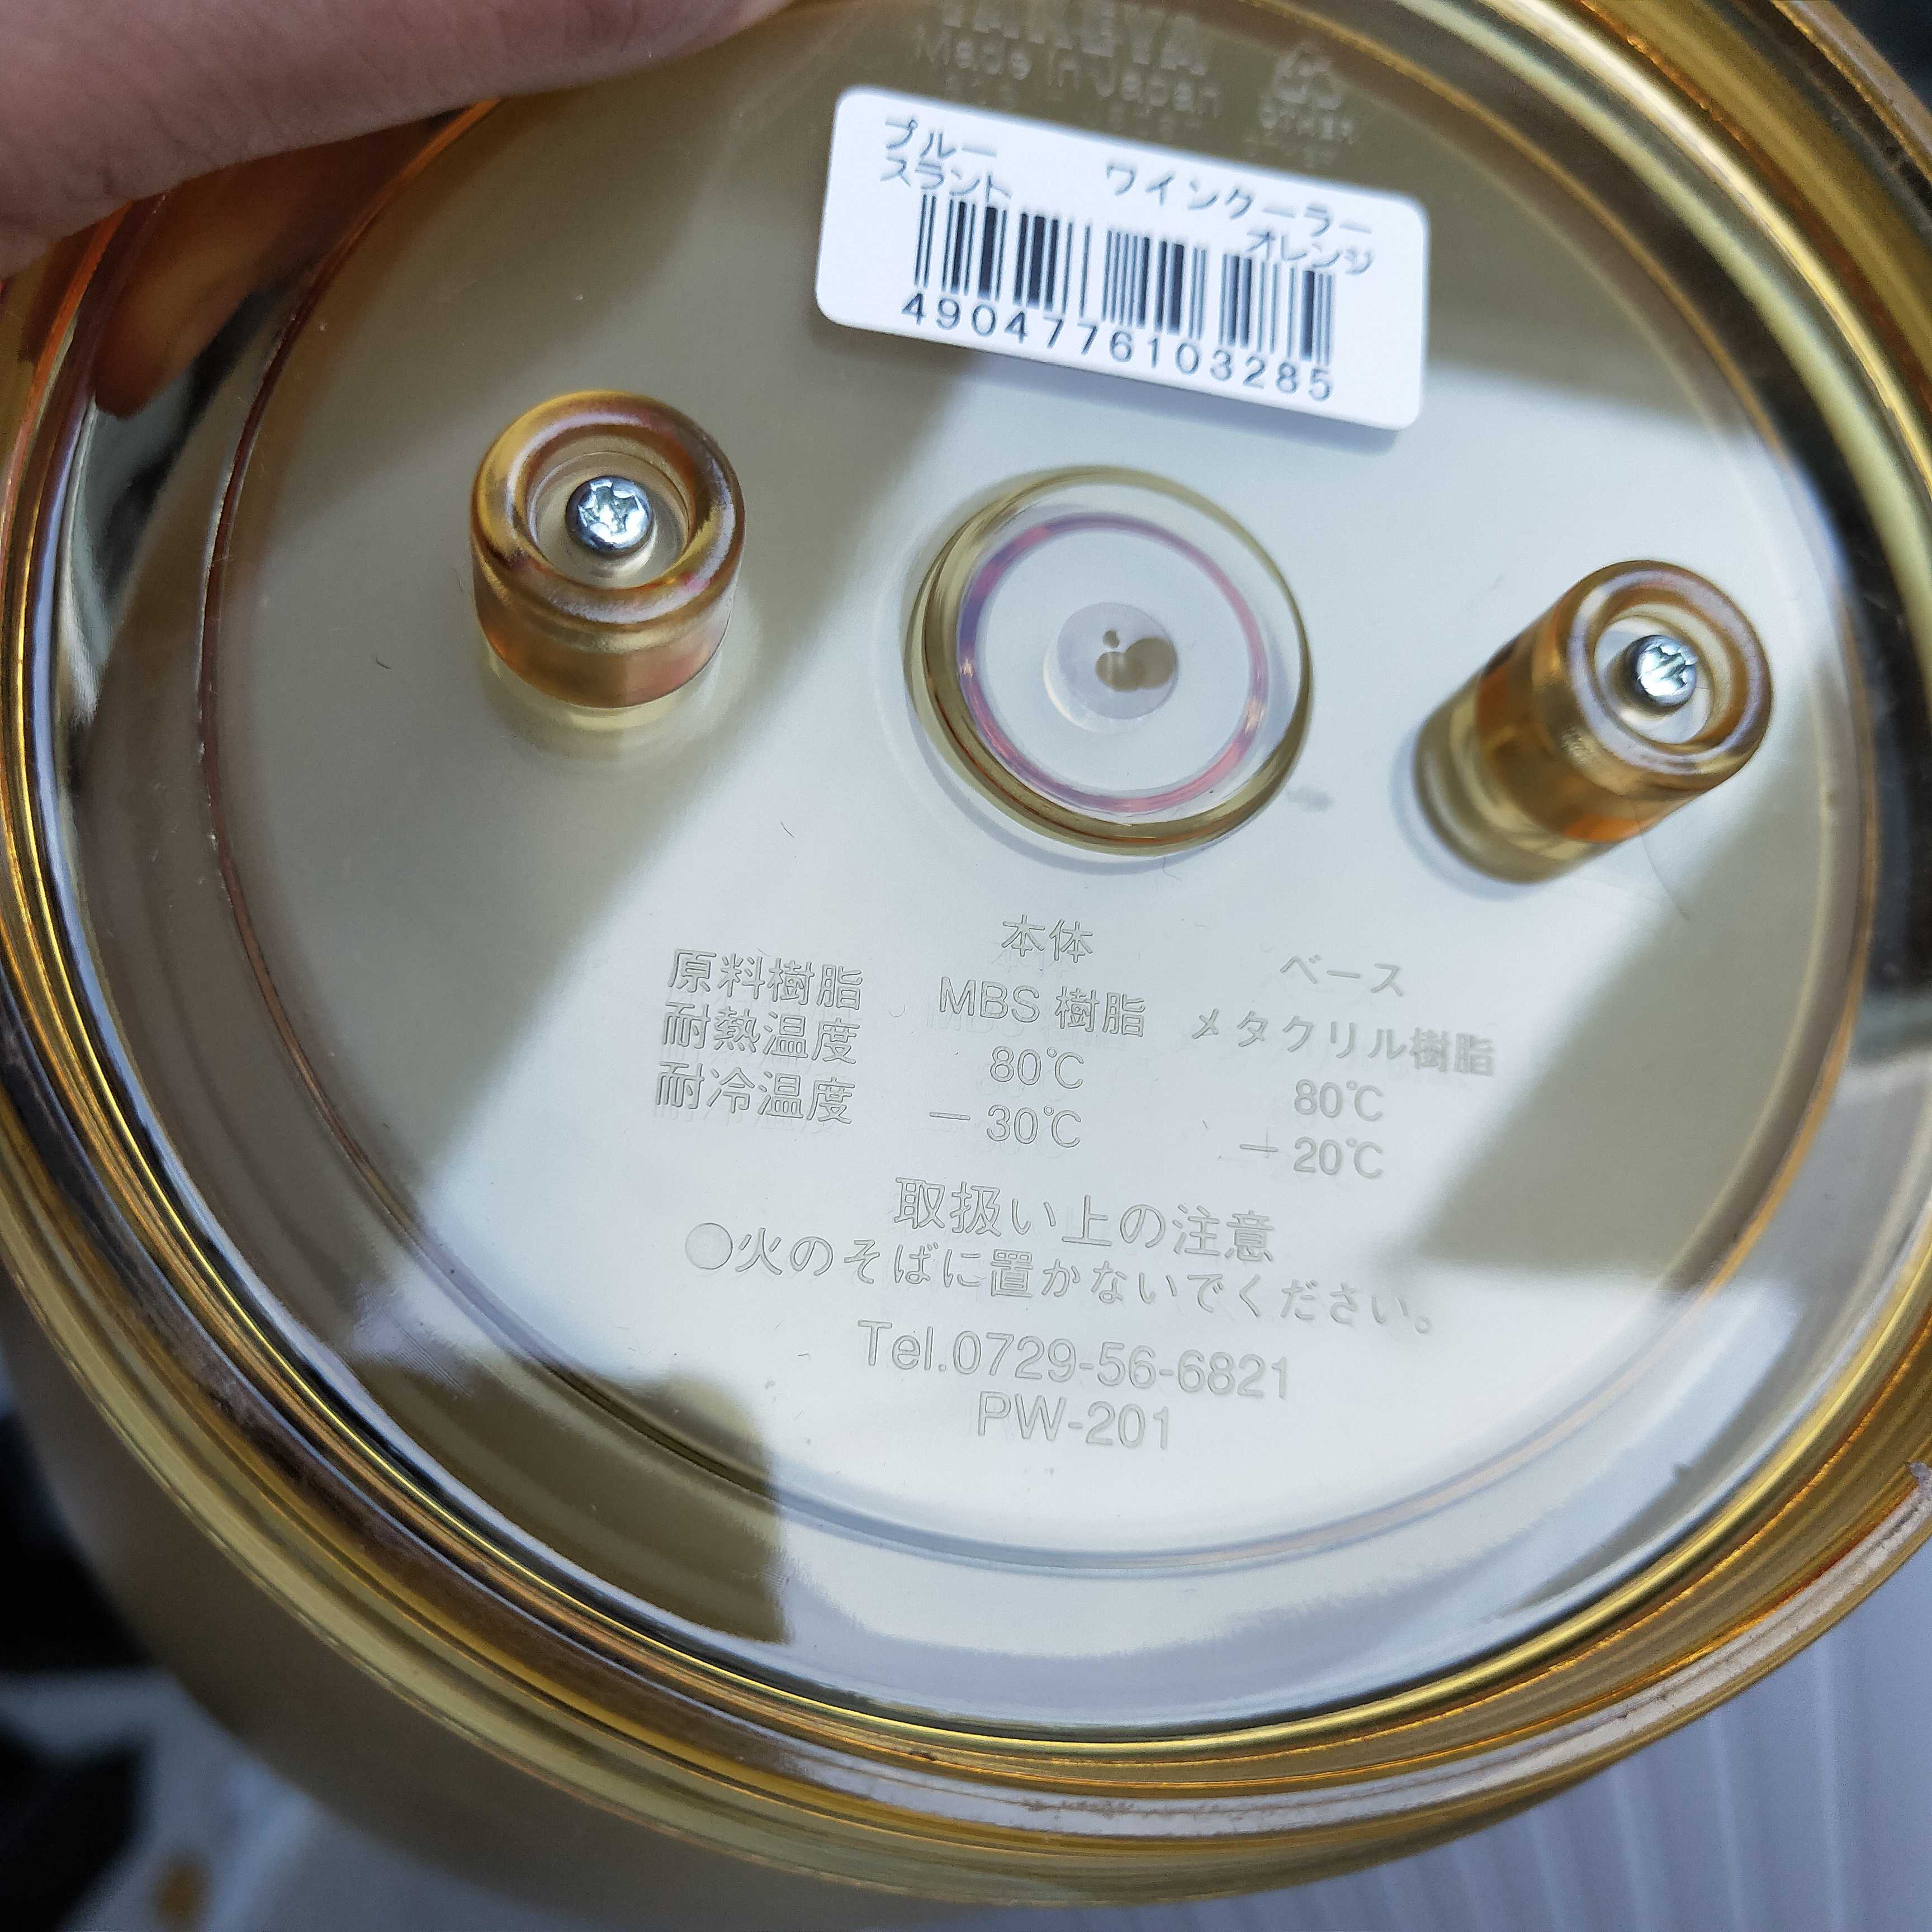 TAKEYA
Made in Japan
プルー ワインクーラー
スラント オレンジ
4904776103285
本体 ベース
原料樹脂 MBS 樹脂 メタクリル樹脂
耐熱温度 80℃ 80℃
耐冷温度 －30℃ －20℃
取扱い上の注意
○火のそばに置かないでください。
Tel.0729-56-6821
PW-201